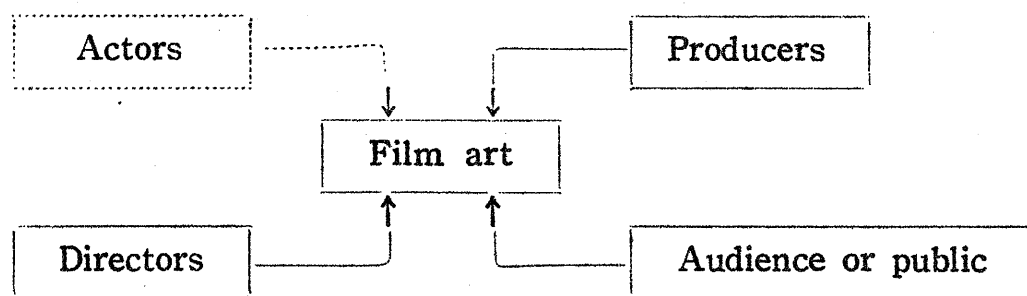 Actors
Producers
Film art
Directors
Audience or public